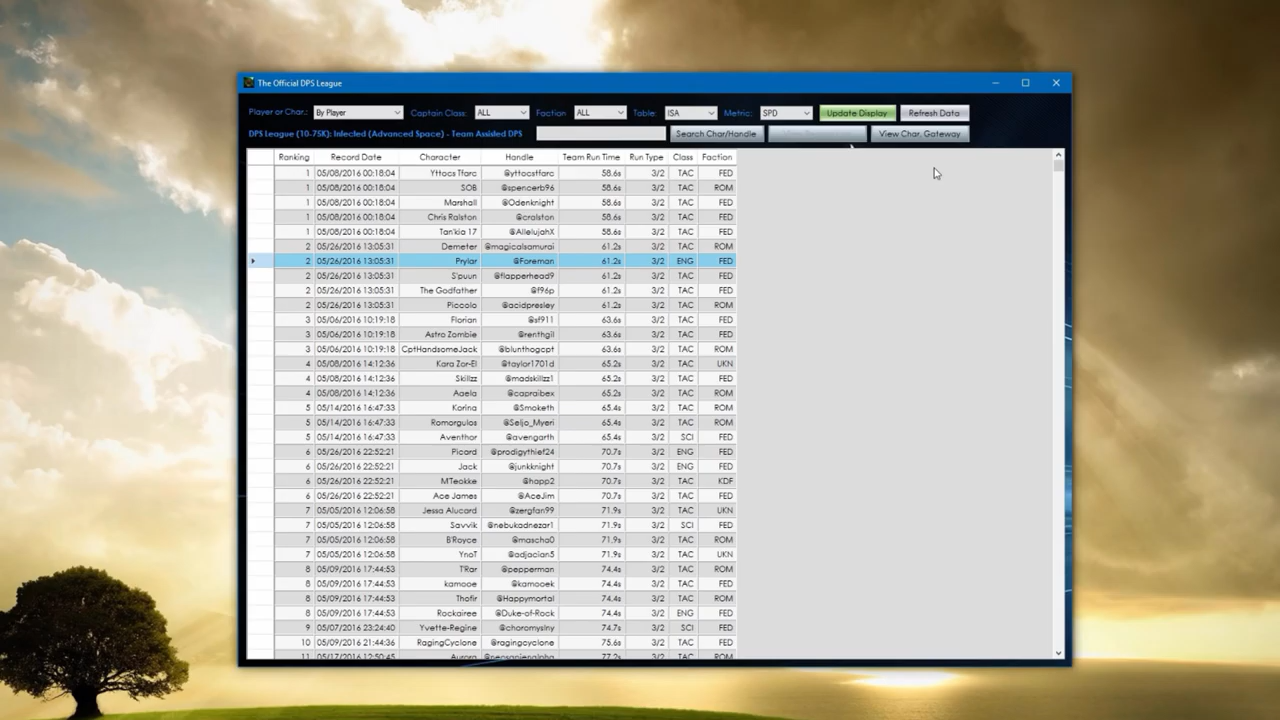 The Official DPS League
Player or Char.: By Player Captain Class: ALL Faction ALL Table: ISA Metric: SPD Update Display Refresh Data
DPS League (10-75K): Infected (Advanced Space) - Team Assisted DPS Search Char/Handle View Char. Gateway
Ranking Record Date Character Handle Team Run Time Run Type Class Faction
1 05/08/2016 00:18:04 Yttocs Tfarc @yttocstfarc 58.6s 3/2 TAC FED
1 05/08/2016 00:18:04 SOB @spencerb96 58.6s 3/2 TAC ROM
1 05/08/2016 00:18:04 Marshall @Odenknight 58.6s 3/2 TAC FED
1 05/08/2016 00:18:04 Chris Ralston @cralston 58.6s 3/2 TAC FED
1 05/08/2016 00:18:04 Tan'kia 17 @AllelujahX 58.6s 3/2 TAC FED
2 05/26/2016 13:05:31 Demeter @magicalsamurai 61.2s 3/2 TAC ROM
2 05/26/2016 13:05:31 Prylar @Foreman 61.2s 3/2 ENG FED
2 05/26/2016 13:05:31 S'puun @flapperhead9 61.2s 3/2 TAC FED
2 05/26/2016 13:05:31 The Godfather @f96p 61.2s 3/2 TAC FED
2 05/26/2016 13:05:31 Piccolo @acidpresley 61.2s 3/2 TAC ROM
3 05/06/2016 10:19:18 Florian @sf911 63.6s 3/2 TAC FED
3 05/06/2016 10:19:18 Astro Zombie @renthgil 63.6s 3/2 TAC FED
3 05/06/2016 10:19:18 CptHandsomeJack @blunthogcpt 63.6s 3/2 TAC ROM
4 05/08/2016 14:12:36 Kara Zor-El @taylor1701d 65.2s 3/2 TAC UKN
4 05/08/2016 14:12:36 Skillzz @madskillzz1 65.2s 3/2 TAC FED
4 05/08/2016 14:12:36 Aaela @capraibex 65.2s 3/2 TAC ROM
5 05/14/2016 16:47:33 Korina @Smoketh 65.4s 3/2 TAC ROM
5 05/14/2016 16:47:33 Romorgulos @Seljo_Myeri 65.4s 3/2 TAC ROM
5 05/14/2016 16:47:33 Aventhor @avengarth 65.4s 3/2 SCI FED
6 05/26/2016 22:52:21 Picard @prodigythief24 70.7s 3/2 ENG FED
6 05/26/2016 22:52:21 Jack @junkknight 70.7s 3/2 ENG FED
6 05/26/2016 22:52:21 M'Teokke @happ2 70.7s 3/2 TAC KDF
6 05/26/2016 22:52:21 Ace James @AceJim 70.7s 3/2 TAC FED
7 05/05/2016 12:06:58 Jessa Alucard @zergfan99 71.9s 3/2 TAC UKN
7 05/05/2016 12:06:58 Savvik @nebukadnezar1 71.9s 3/2 SCI FED
7 05/05/2016 12:06:58 B'Royce @mascha0 71.9s 3/2 TAC ROM
7 05/05/2016 12:06:58 YnoT @adjacian5 71.9s 3/2 TAC UKN
8 05/09/2016 17:44:53 T'Rar @pepperman 74.4s 3/2 TAC ROM
8 05/09/2016 17:44:53 kamooe @kamooek 74.4s 3/2 TAC FED
8 05/09/2016 17:44:53 Thofir @Happymortal 74.4s 3/2 TAC ROM
8 05/09/2016 17:44:53 Rockairee @Duke-of-Rock 74.4s 3/2 ENG FED
9 05/07/2016 23:24:40 Yvette-Regine @choromyslny 74.7s 3/2 SCI FED
10 05/09/2016 21:44:36 RagingCyclone @ragingcyclone 75.6s 3/2 TAC FED
11 05/17/2016 12:50:45 Aurora @neosapienalpha 77.2s 3/2 TAC ROM